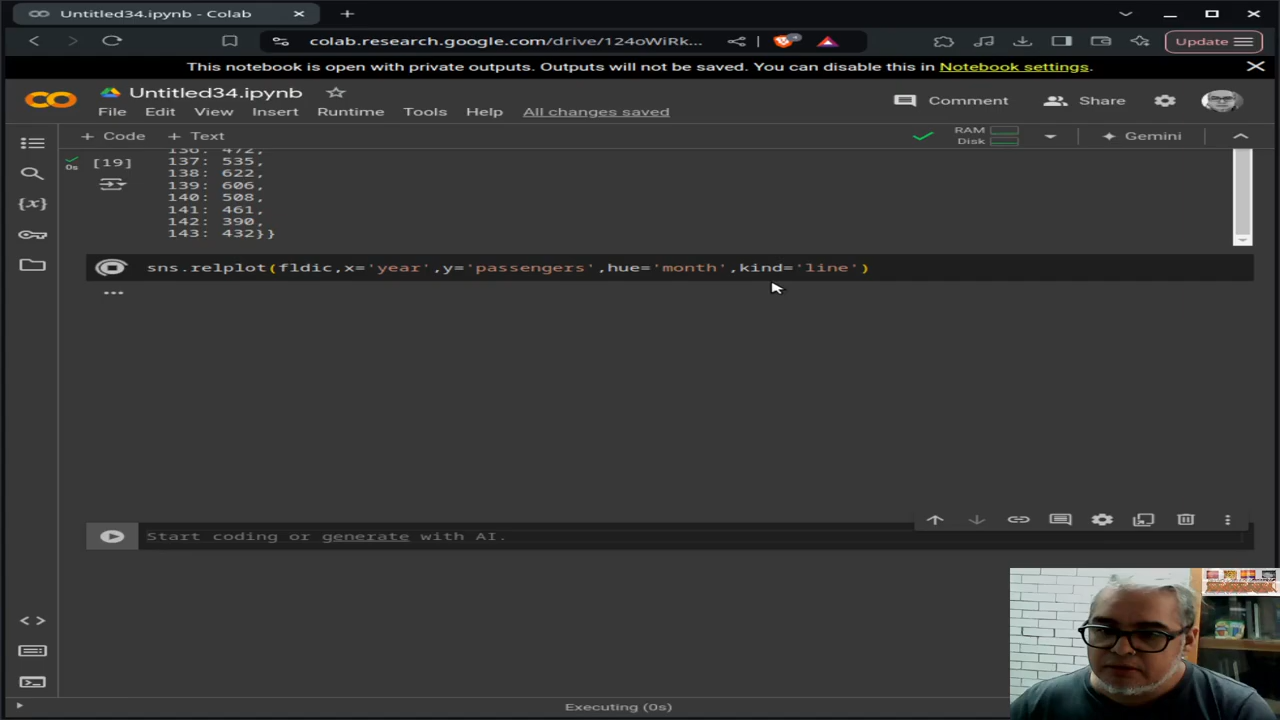 Untitled34.ipynb - Colab
colab.research.google.com/drive/124oWiRk...
Update
This notebook is open with private outputs. Outputs will not be saved. You can disable this in Notebook settings.
Untitled34.ipynb
File Edit View Insert Runtime Tools Help All changes saved
Comment Share
+ Code + Text
RAM
Disk
Gemini
136: 472,
[19]
0s
137: 535,
138: 622,
139: 606,
140: 508,
141: 461,
142: 390,
143: 432}}
sns.relplot(fldic,x='year',y='passengers',hue='month',kind='line')
...
Start coding or generate with AI.
Executing (0s)